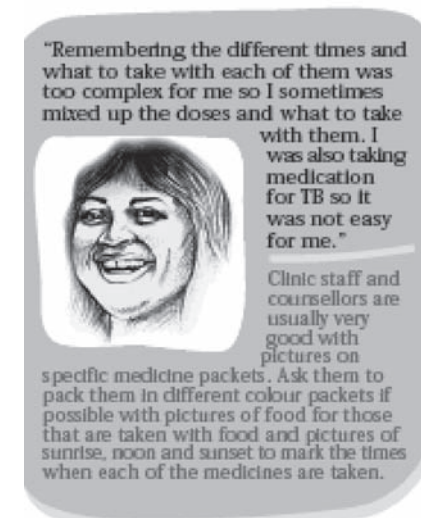 “Remembering the different times and
what to take with each of them was
too complex for me so I sometimes
mixed up the doses and what to take
with them. I
was also taking
medication
for TB so it
was not easy
for me.”
Clinic staff and
counsellors are
usually very
good with
pictures on
specific medicine packets. Ask them to
pack them in different colour packets if
possible with pictures of food for those
that are taken with food and pictures of
sunrise, noon and sunset to mark the times
when each of the medicines are taken.